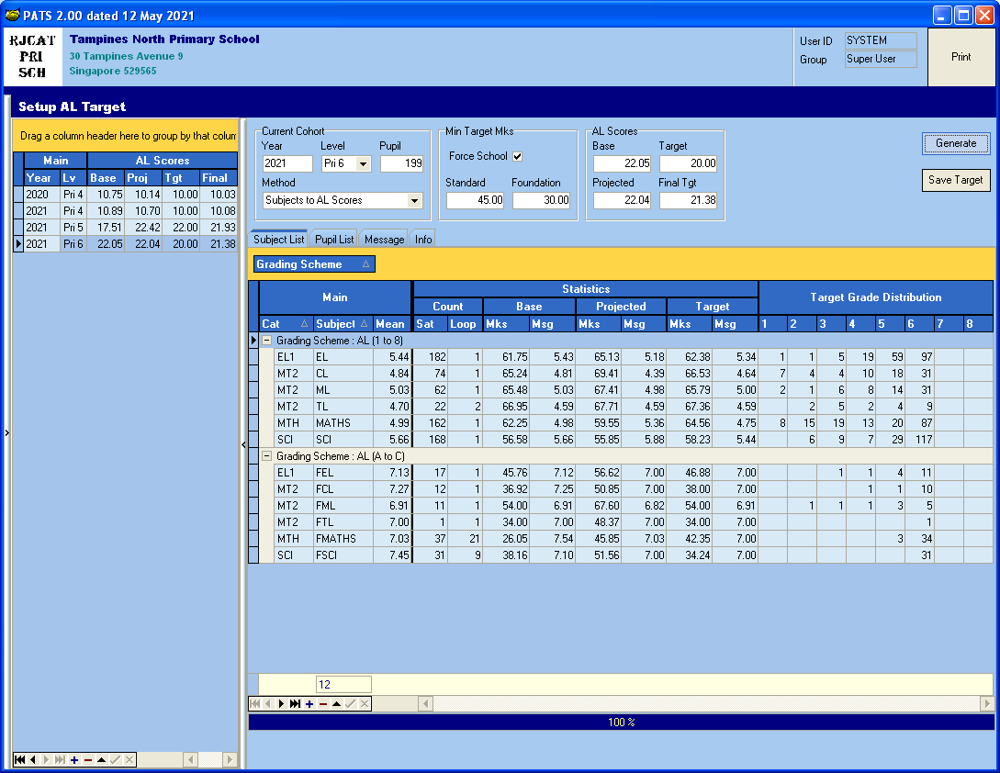 PATS 2.00 dated 12 May 2021
RJCAT
PRI
SCH
Tampines North Primary School
30 Tampines Avenue 9
Singapore 529565
User ID SYSTEM
Group Super User
Print
Setup AL Target
Drag a column header here to group by that colum
Main AL Scores
Year Lv Base Proj Tgt Final
2020 Pri 4 10.75 10.14 10.00 10.03
2021 Pri 4 10.89 10.70 10.00 10.08
2021 Pri 5 17.51 22.42 22.00 21.93
2021 Pri 6 22.05 22.04 20.00 21.38
Current Cohort
Year Level Pupil
2021 Pri 6 199
Method
Subjects to AL Scores
Min Target Mks
Force School
Standard Foundation
45.00 30.00
AL Scores
Base Target
22.05 20.00
Projected Final Tgt
22.04 21.38
Generate
Save Target
Subject List Pupil List Message Info
Grading Scheme
Main Statistics Target Grade Distribution
Count Base Projected Target
Cat Subject Mean Sat Loop Mks Msg Mks Msg Mks Msg 1 2 3 4 5 6 7 8
Grading Scheme : AL (1 to 8)
EL1 EL 5.44 182 1 61.75 5.43 65.13 5.18 62.38 5.34 1 1 5 19 59 97
MT2 CL 4.84 74 1 65.24 4.81 69.41 4.39 66.53 4.64 7 4 4 10 18 31
MT2 ML 5.03 62 1 65.48 5.03 67.41 4.98 65.79 5.00 2 1 6 8 14 31
MT2 TL 4.70 22 2 66.95 4.59 67.71 4.59 67.36 4.59 2 5 2 4 9
MTH MATHS 4.99 162 1 62.25 4.98 59.55 5.36 64.56 4.75 8 15 19 13 20 87
SCI SCI 5.66 168 1 56.58 5.66 55.85 5.88 58.23 5.44 6 9 7 29 117
Grading Scheme : AL (A to C)
EL1 FEL 7.13 17 1 45.76 7.12 56.62 7.00 46.88 7.00 1 1 4 11
MT2 FCL 7.27 12 1 36.92 7.25 50.85 7.00 38.00 7.00 1 1 10
MT2 FML 6.91 11 1 54.00 6.91 67.60 6.82 54.00 6.91 1 1 1 3 5
MT2 FTL 7.00 1 1 34.00 7.00 48.37 7.00 34.00 7.00 1
MTH FMATHS 7.03 37 21 26.05 7.54 45.85 7.03 42.35 7.00 3 34
SCI FSCI 7.45 31 9 38.16 7.10 51.56 7.00 34.24 7.00 31
12
100 %